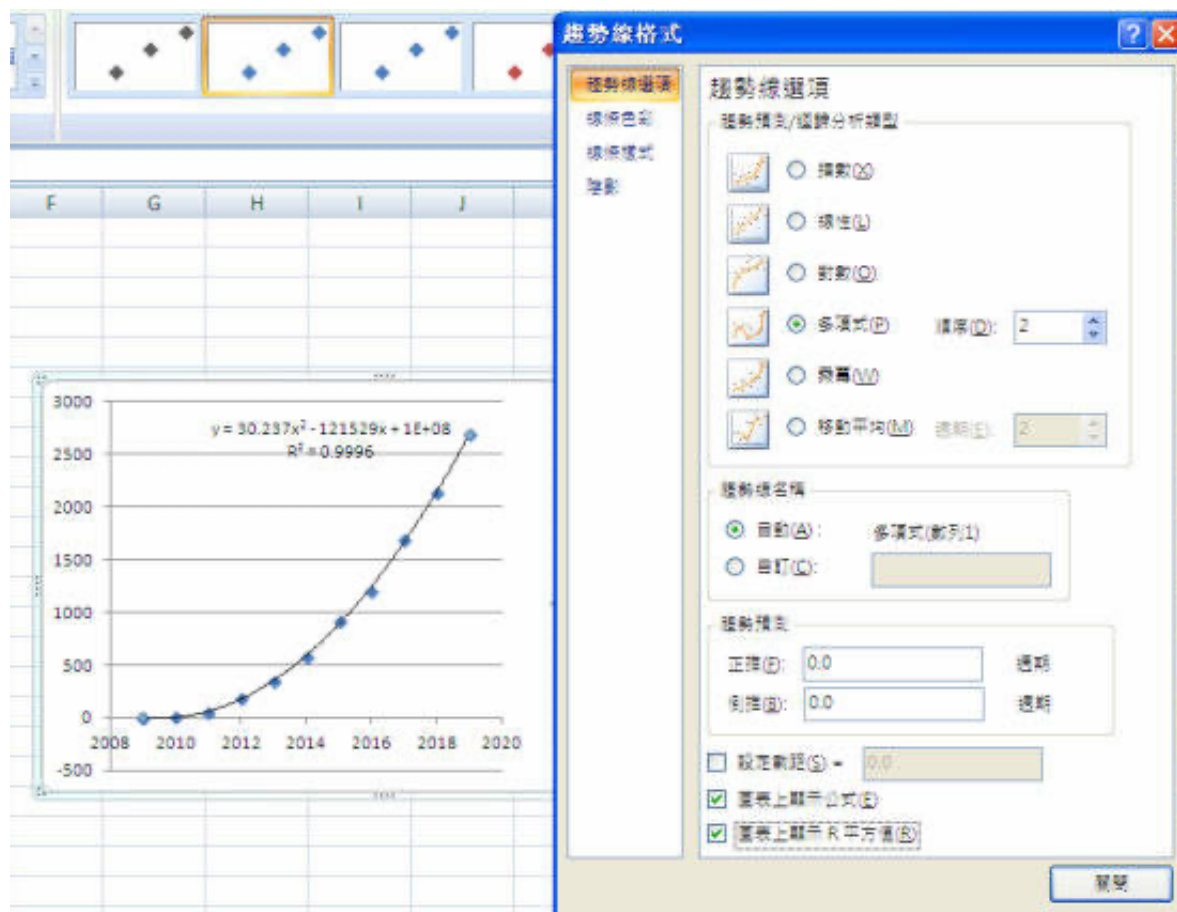 趨勢線格式
趨勢線選項
線條色彩
線條樣式
陰影
趨勢線選項
趨勢預測/迴歸分析類型
指數(X)
線性(L)
對數(O)
多項式(P) 順序(D): 2
乘冪(W)
移動平均(M) 週期(E): 2
趨勢線名稱
自動(A): 多項式(數列1)
自訂(C):
趨勢預測
正推(F): 0.0 週期
倒推(B): 0.0 週期
設定截距(S) = 0.0
圖表上顯示公式(E)
圖表上顯示 R 平方值(R)
關閉
F G H I J
3000
y = 30.237x² - 121529x + 1E+08
R² = 0.9996
2500
2000
1500
1000
500
0
2008 2010 2012 2014 2016 2018 2020
-500